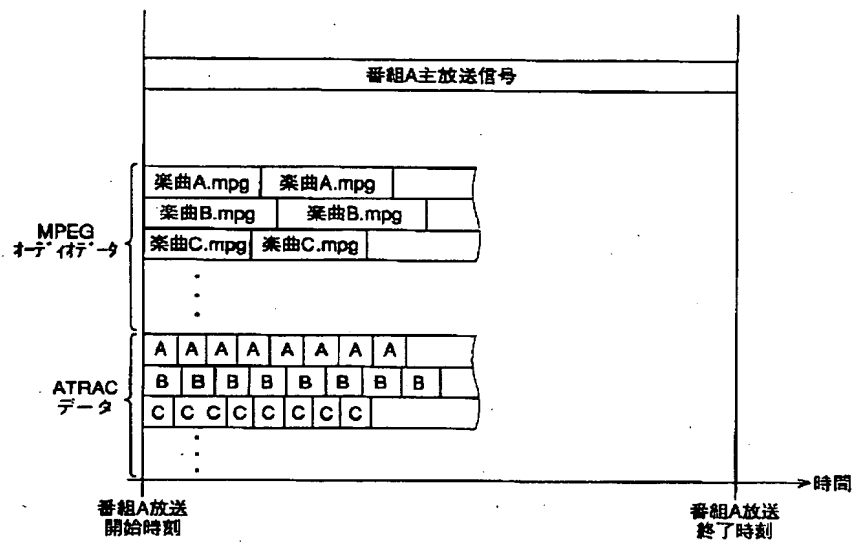 番組A主放送信号
楽曲A.mpg 楽曲A.mpg
楽曲B.mpg 楽曲B.mpg
MPEG
オーディオデータ
楽曲C.mpg 楽曲C.mpg
A A A A A A A A
ATRAC
データ
B B B B B B B B
C C C C C C C C
時間
番組A放送
開始時刻
番組A放送
終了時刻